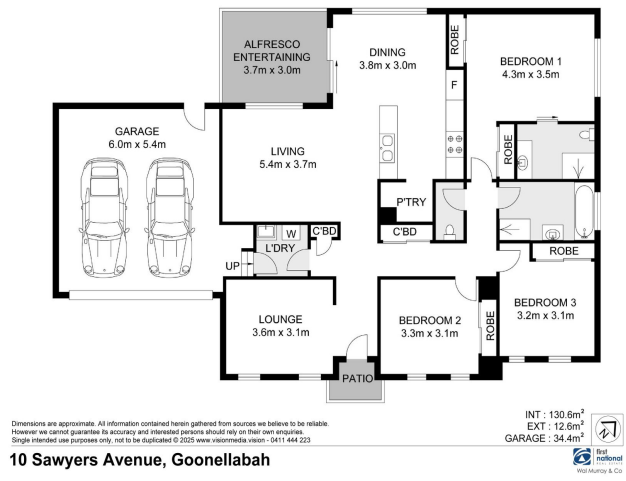 ALFRESCO
ENTERTAINING
3.7m x 3.0m
DINING
3.8m x 3.0m
ROBE
BEDROOM 1
4.3m x 3.5m
F
GARAGE
6.0m x 5.4m
LIVING
5.4m x 3.7m
ROBE
P'TRY
C'BD
W
C'BD
L'DRY
UP
ROBE
LOUNGE
3.6m x 3.1m
BEDROOM 2
3.3m x 3.1m
ROBE
BEDROOM 3
3.2m x 3.1m
PATIO
Dimensions are approximate. All information contained herein gathered from sources we believe to be reliable.
However we cannot guarantee its accuracy and interested persons should rely on their own enquiries.
Single intended use purposes only, not to be duplicated © 2025 www.visionmedia.vision - 0411 444 223
INT : 130.6m²
EXT : 12.6m²
GARAGE : 34.4m²
10 Sawyers Avenue, Goonellabah
first
national
REAL ESTATE
Wal Murray & Co